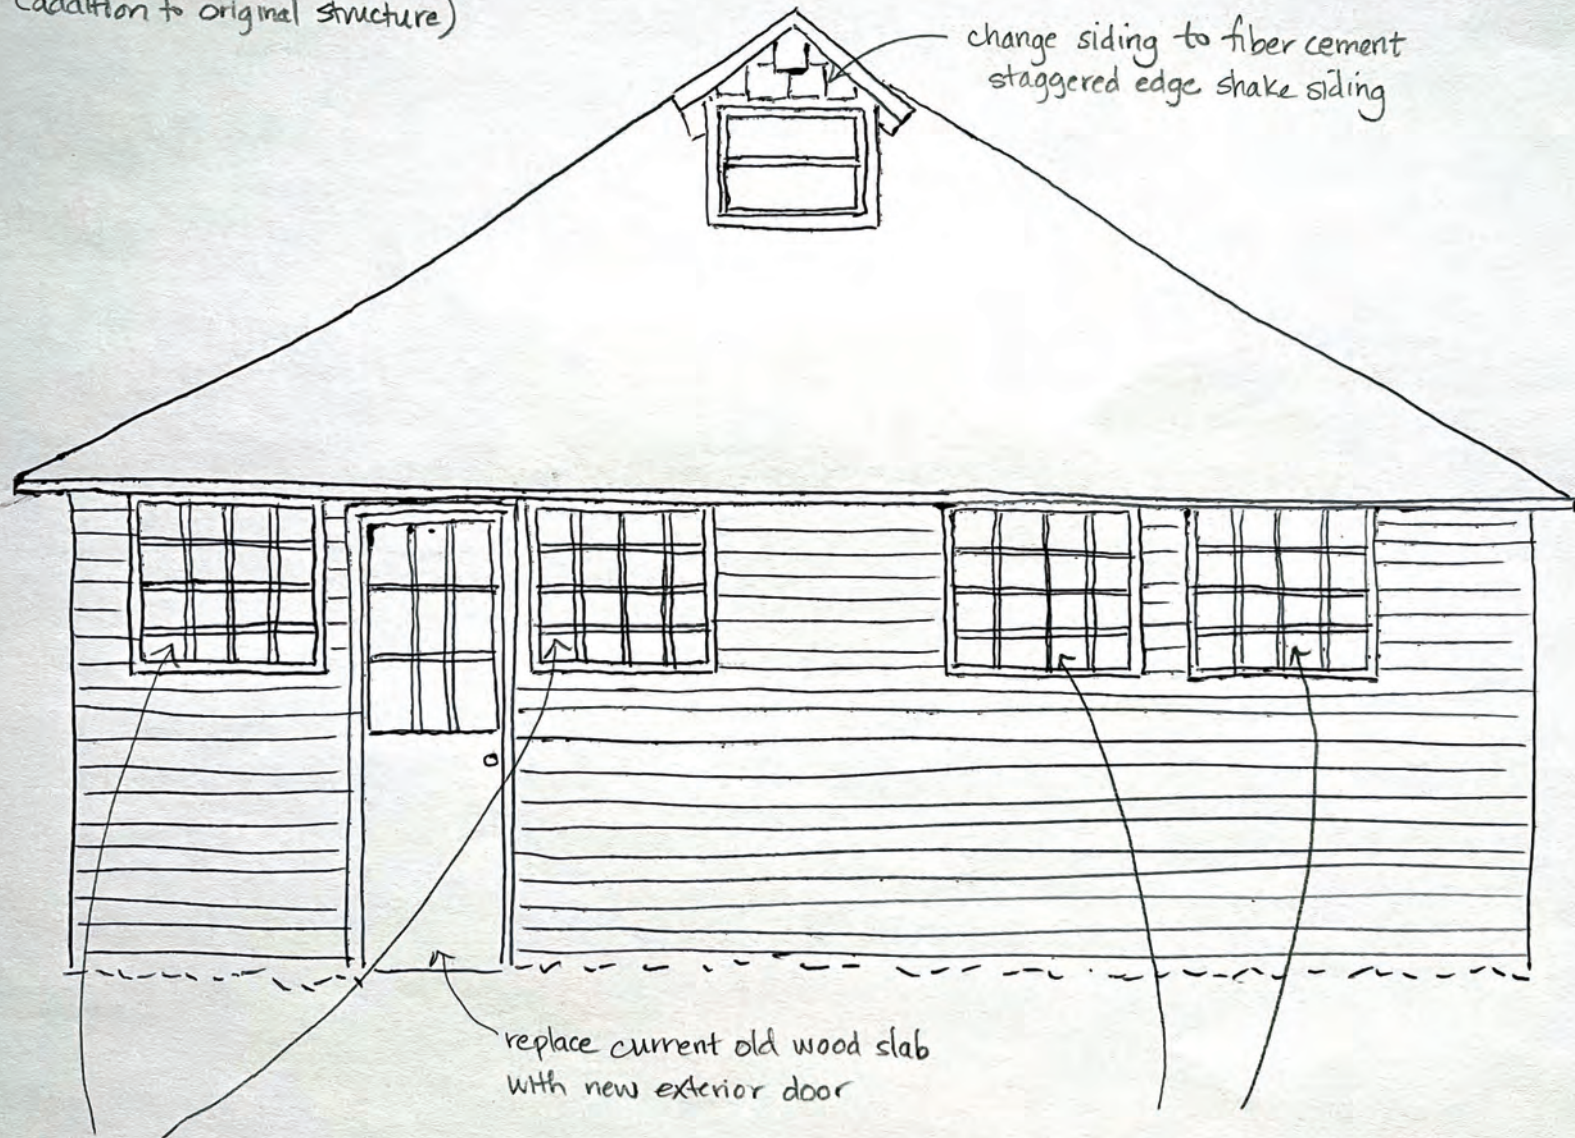 (addition to original structure)
change siding to fiber cement
staggered edge shake siding
replace current old wood slab
with new exterior door